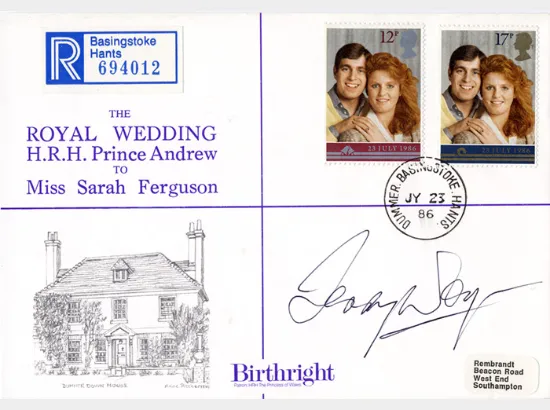 R
Basingstoke
Hants
694012
THE
ROYAL WEDDING
H.R.H. Prince Andrew
TO
Miss Sarah Ferguson
12P
23 JULY 1986
17P
23 JULY 1986
DUMMER. BASINGSTOKE. HANTS.
JY 23
86
DUMMER DOWN HOUSE
Birthright
Rembrandt
Beacon Road
West End
Southampton